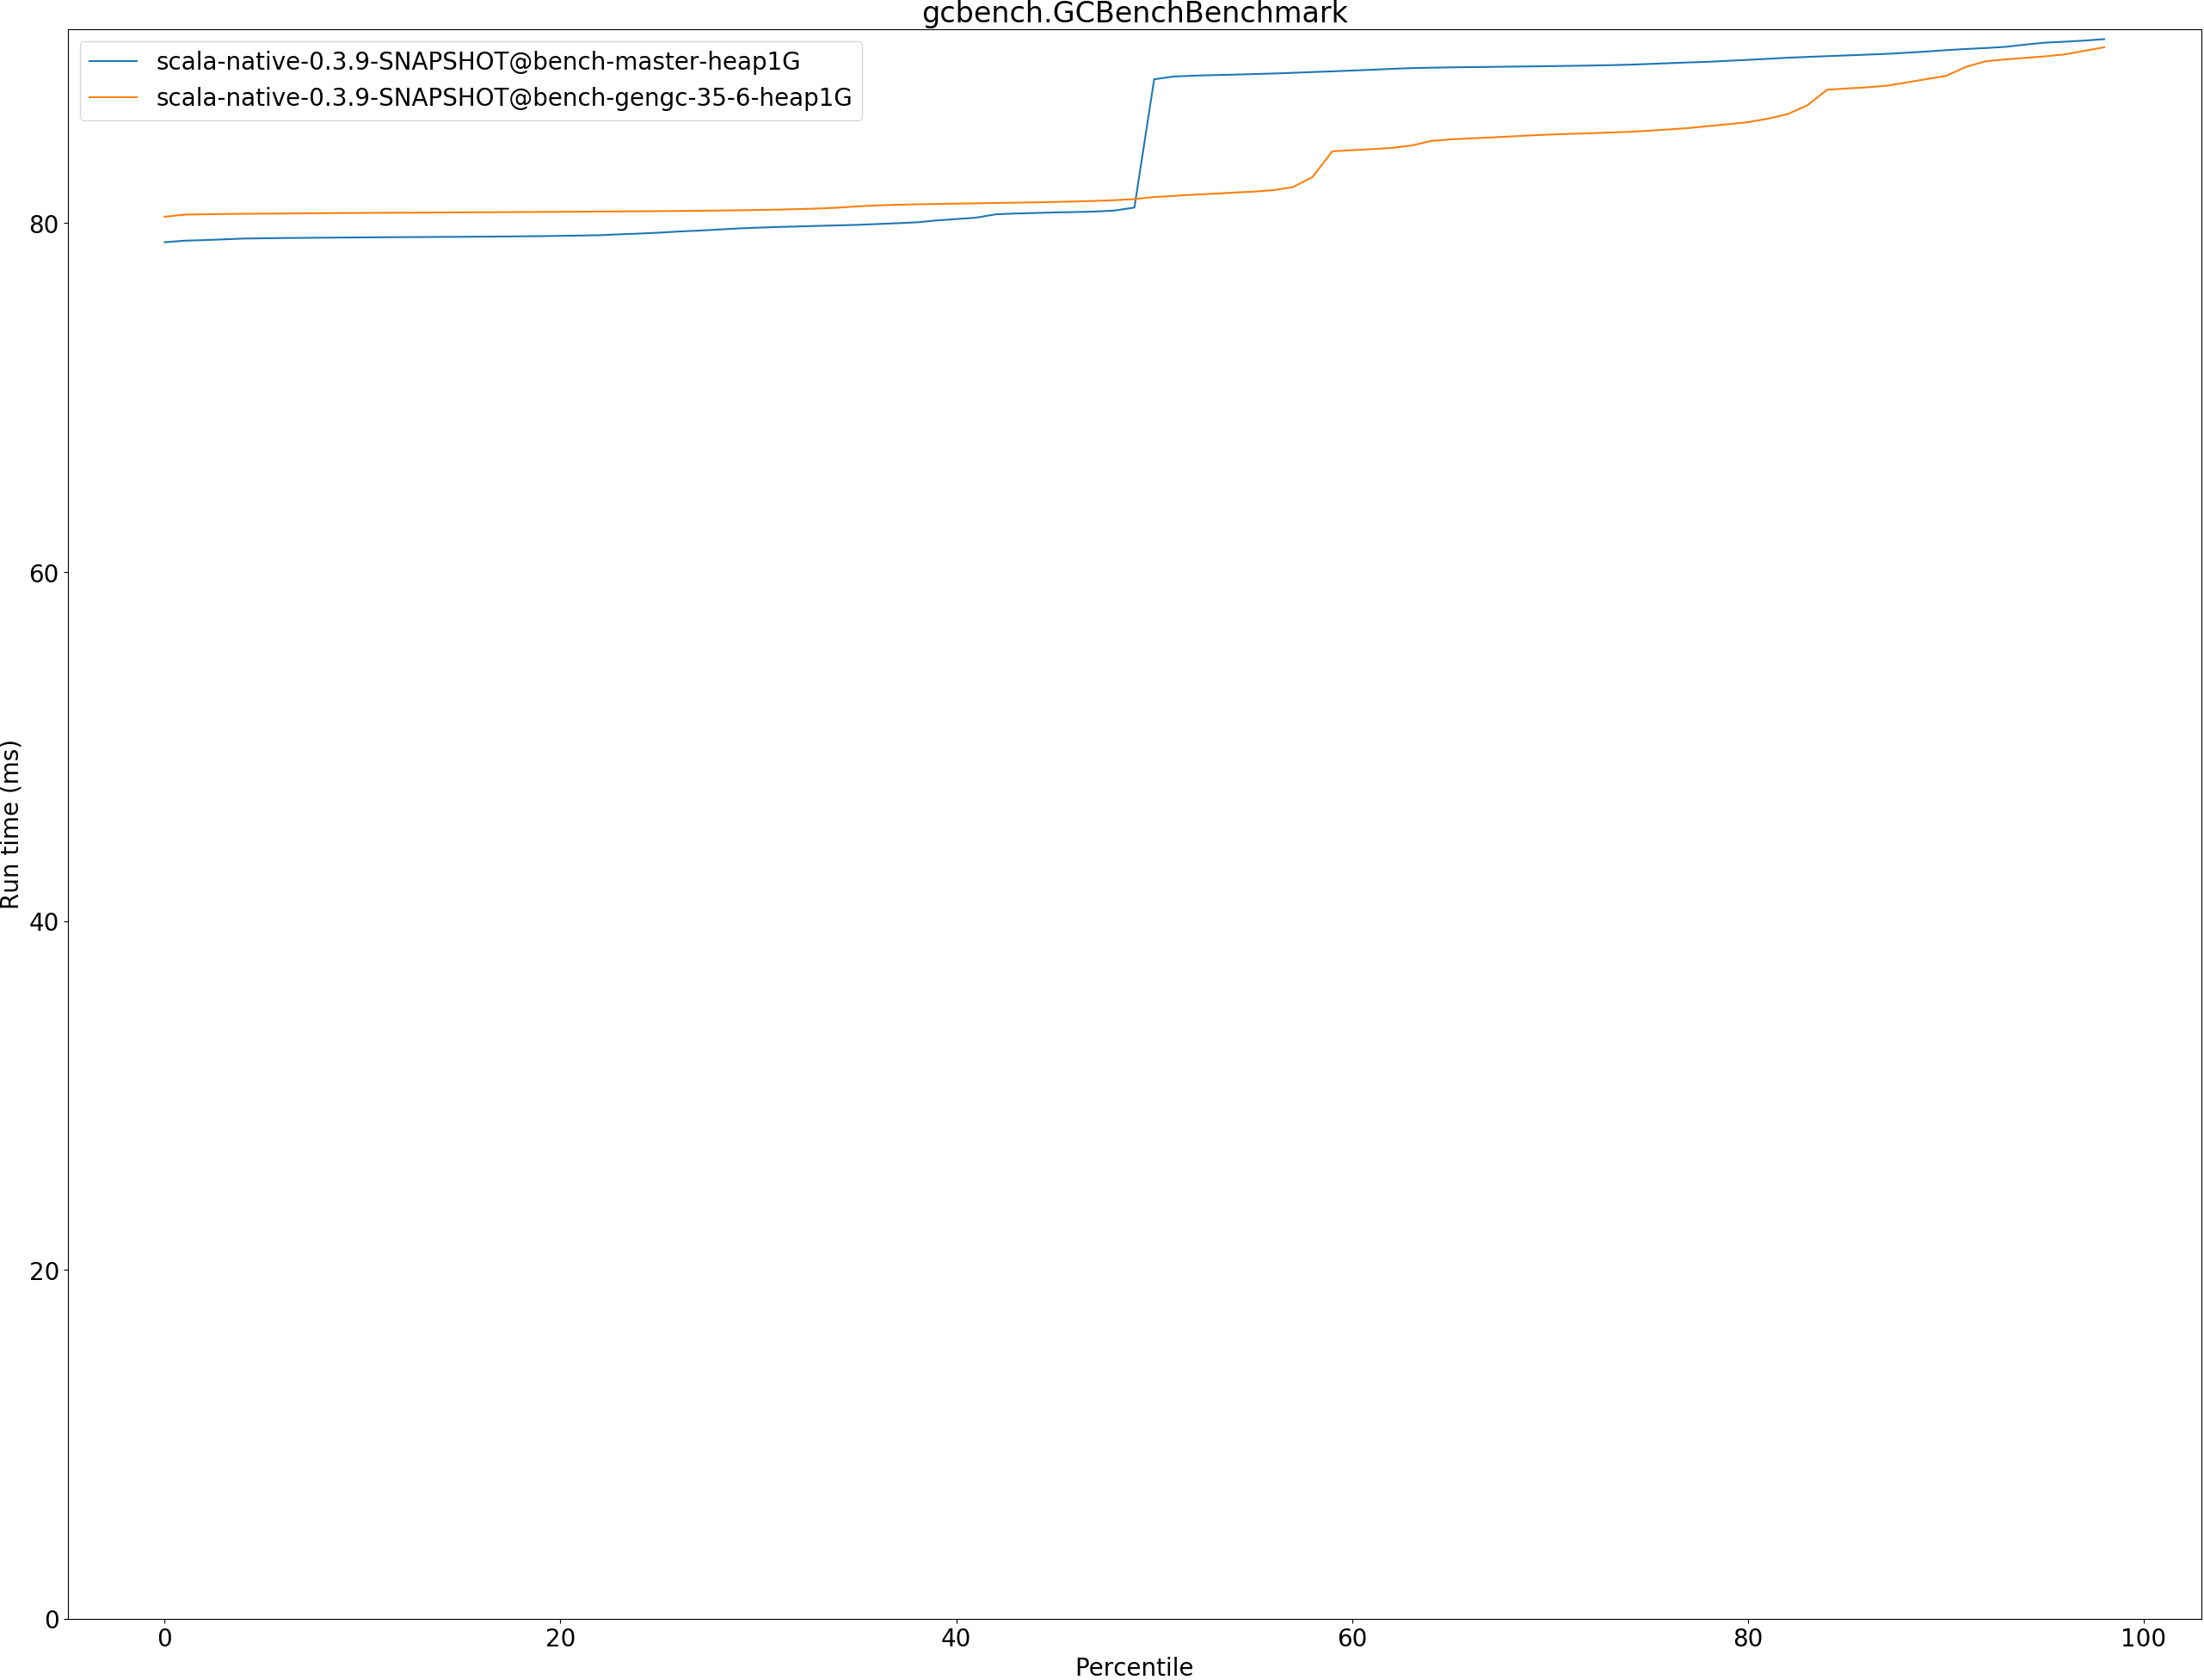 gcbench.GCBenchBenchmark
scala-native-0.3.9-SNAPSHOT@bench-master-heap1G
scala-native-0.3.9-SNAPSHOT@bench-gengc-35-6-heap1G
Run time (ms)
80
60
40
20
0
0 20 40 60 80 100
Percentile